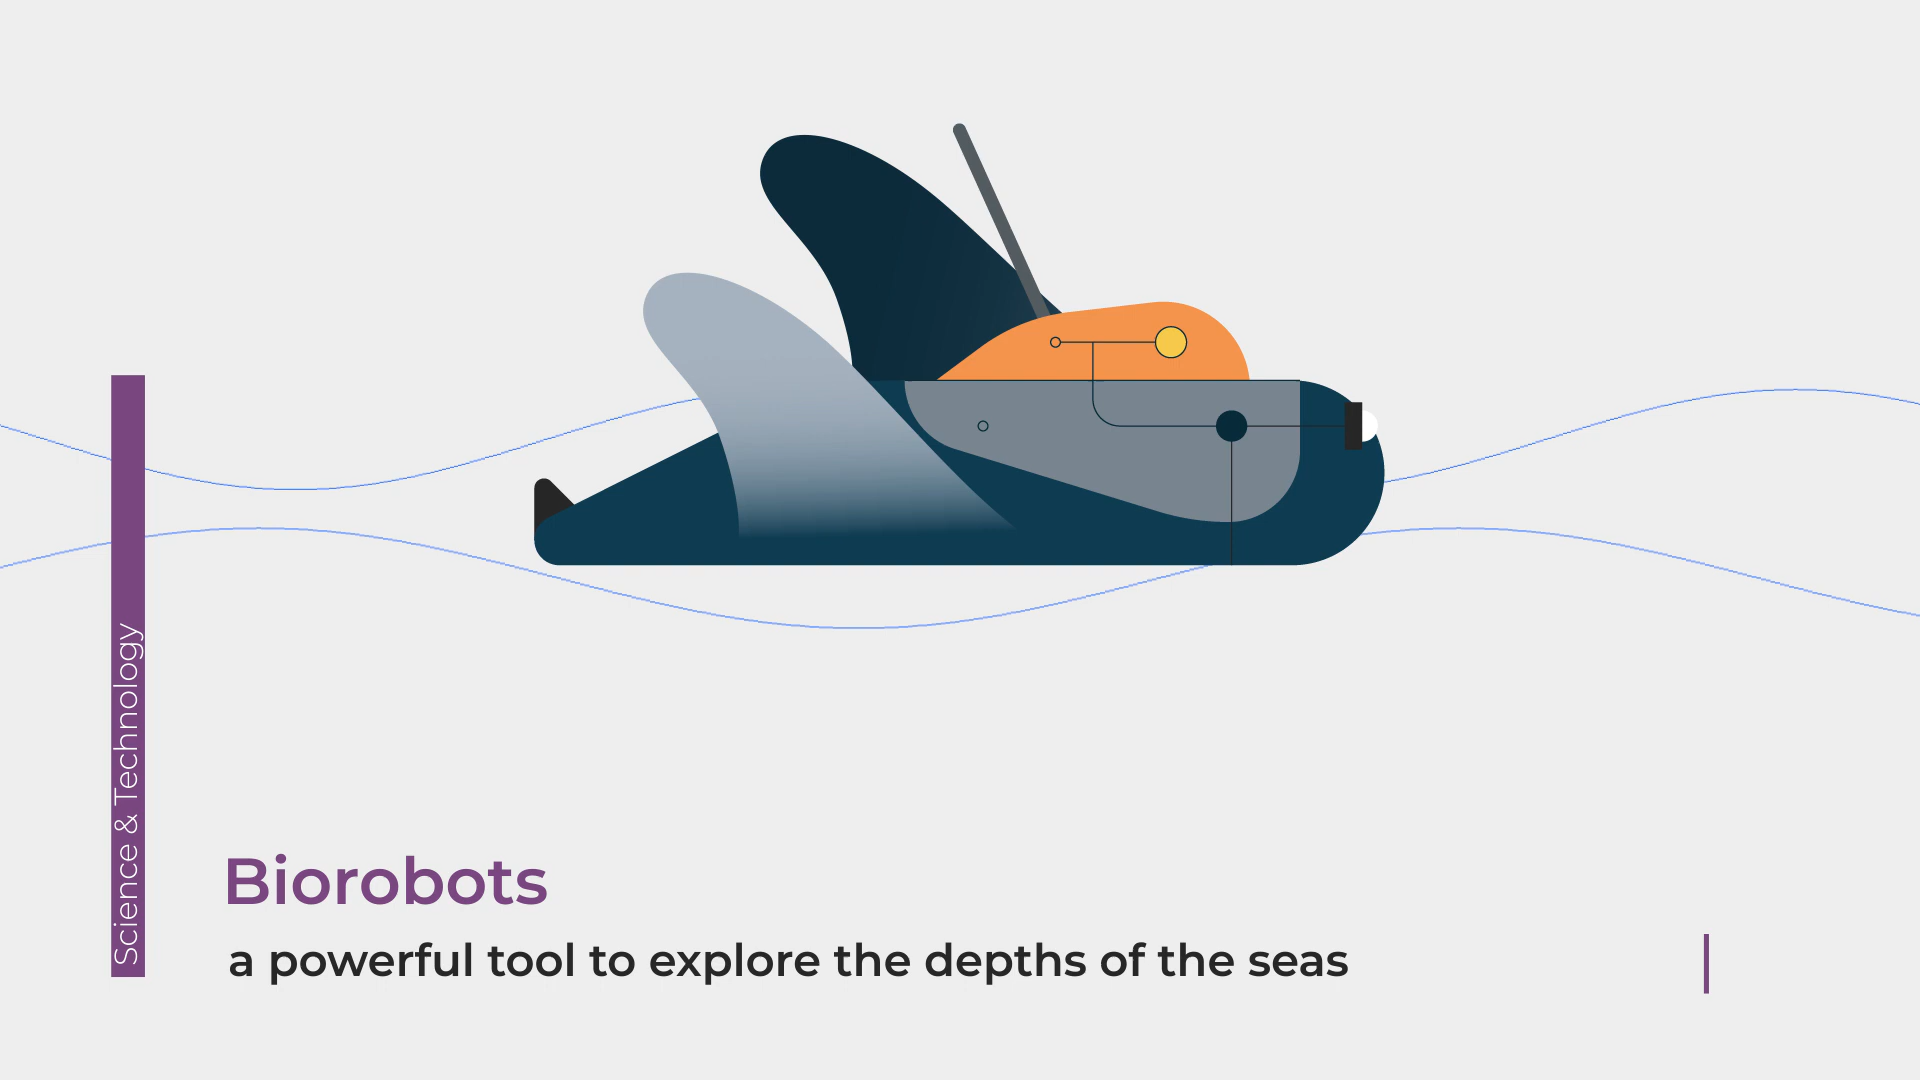 Science & Technology
Biorobots
a powerful tool to explore the depths of the seas